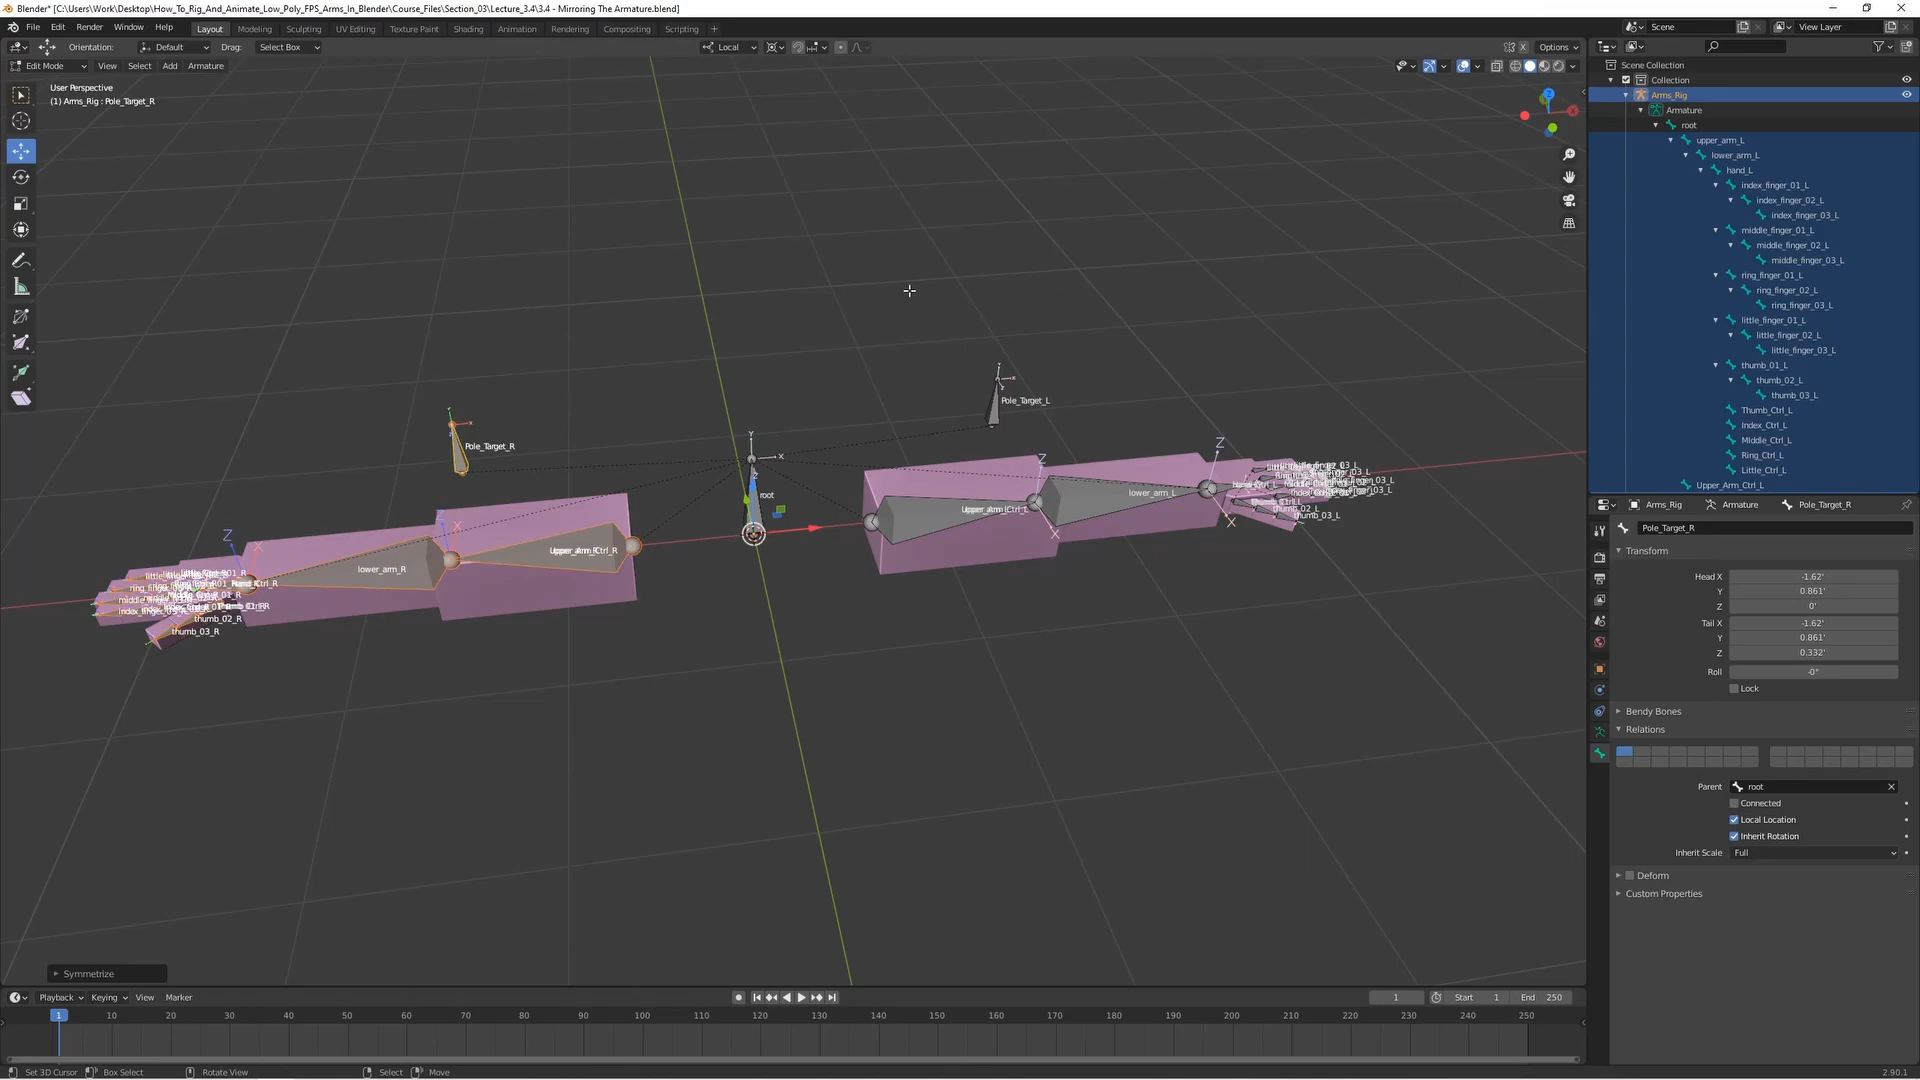 Blender* [C:\Users\Work\Desktop\How_To_Rig_And_Animate_Low_Poly_FPS_Arms_In_Blender\Course_Files\Section_03\Lecture_3.4\3.4 - Mirroring The Armature.blend]
File Edit Render Window Help Layout Modeling Sculpting UV Editing Texture Paint Shading Animation Rendering Compositing Scripting + Scene View Layer
Orientation: Default Drag: Select Box Local X Options
Edit Mode View Select Add Armature
User Perspective
(1) Arms_Rig : Pole_Target_R
Scene Collection
Collection
Arms_Rig
Armature
root
upper_arm_L
lower_arm_L
hand_L
index_finger_01_L
index_finger_02_L
index_finger_03_L
middle_finger_01_L
middle_finger_02_L
middle_finger_03_L
ring_finger_01_L
ring_finger_02_L
ring_finger_03_L
little_finger_01_L
little_finger_02_L
little_finger_03_L
thumb_01_L
thumb_02_L
thumb_03_L
Thumb_Ctrl_L
Index_Ctrl_L
Middle_Ctrl_L
Ring_Ctrl_L
Little_Ctrl_L
Upper_Arm_Ctrl_L
Pole_Target_L
Pole_Target_R
root
lower_arm_L
lower_arm_R
thumb_02_R
thumb_03_R
thumb_03_L
Arms_Rig Armature Pole_Target_R
Pole_Target_R
Transform
Head X -1.62'
Y 0.861'
Z 0'
Tail X -1.62'
Y 0.861'
Z 0.332'
Roll -0°
Lock
Bendy Bones
Relations
Parent root
Connected
Local Location
Inherit Rotation
Inherit Scale Full
Deform
Custom Properties
Symmetrize
Playback Keying View Marker 1 Start 1 End 250
1 10 20 30 40 50 60 70 80 90 100 110 120 130 140 150 160 170 180 190 200 210 220 230 240 250
Set 3D Cursor Box Select Rotate View Select Move 2.90.1